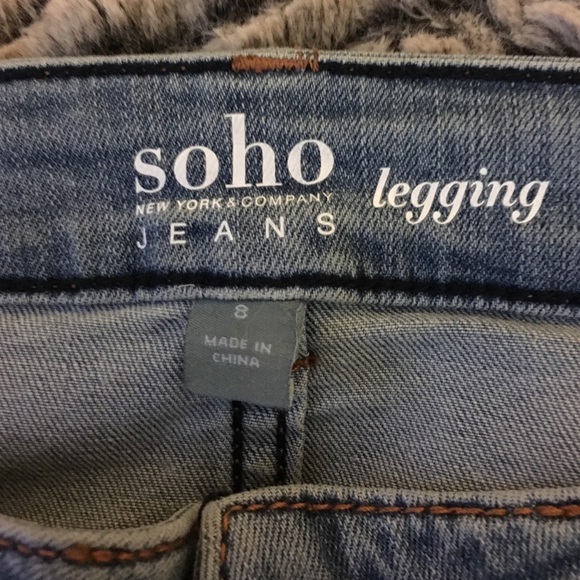 soho
legging
NEW YORK & COMPANY
JEANS
8
MADE IN
CHINA